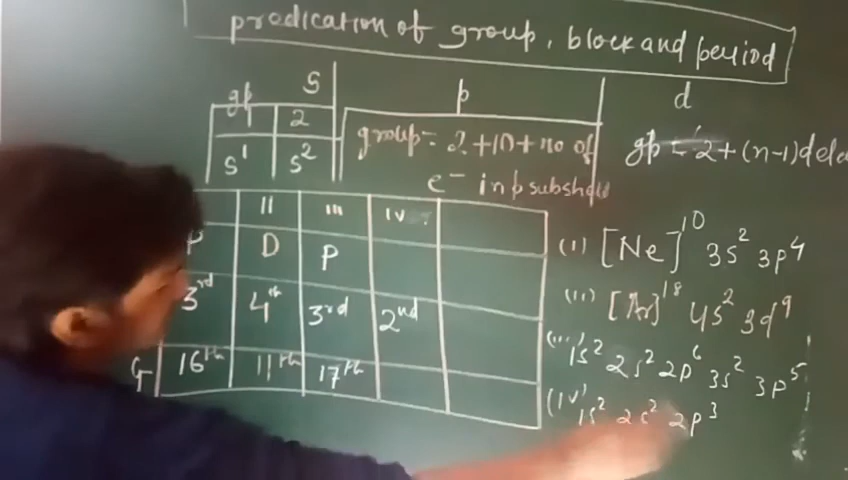 predication of group, block and period
S p d
gp 1 2
s¹ s²
group = 2+10+no of
e⁻ in p subshell
gp = 2+(n-1)d
II III IV
P D P
3rd 4th 3rd 2nd
G 16th 11th 17th
(i) [Ne]¹⁰ 3s² 3p⁴
(ii) [Ar]¹⁸ 4s² 3d⁹
(iii) 1s² 2s² 2p⁶ 3s² 3p⁵
(iv) 1s² 2s² 2p³